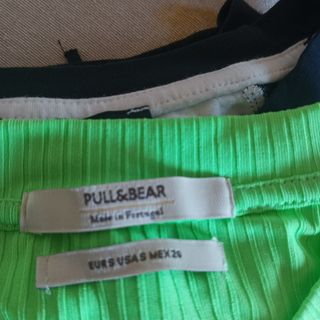 PULL&BEAR
Made in Portugal
EUR S USA S MEX 26